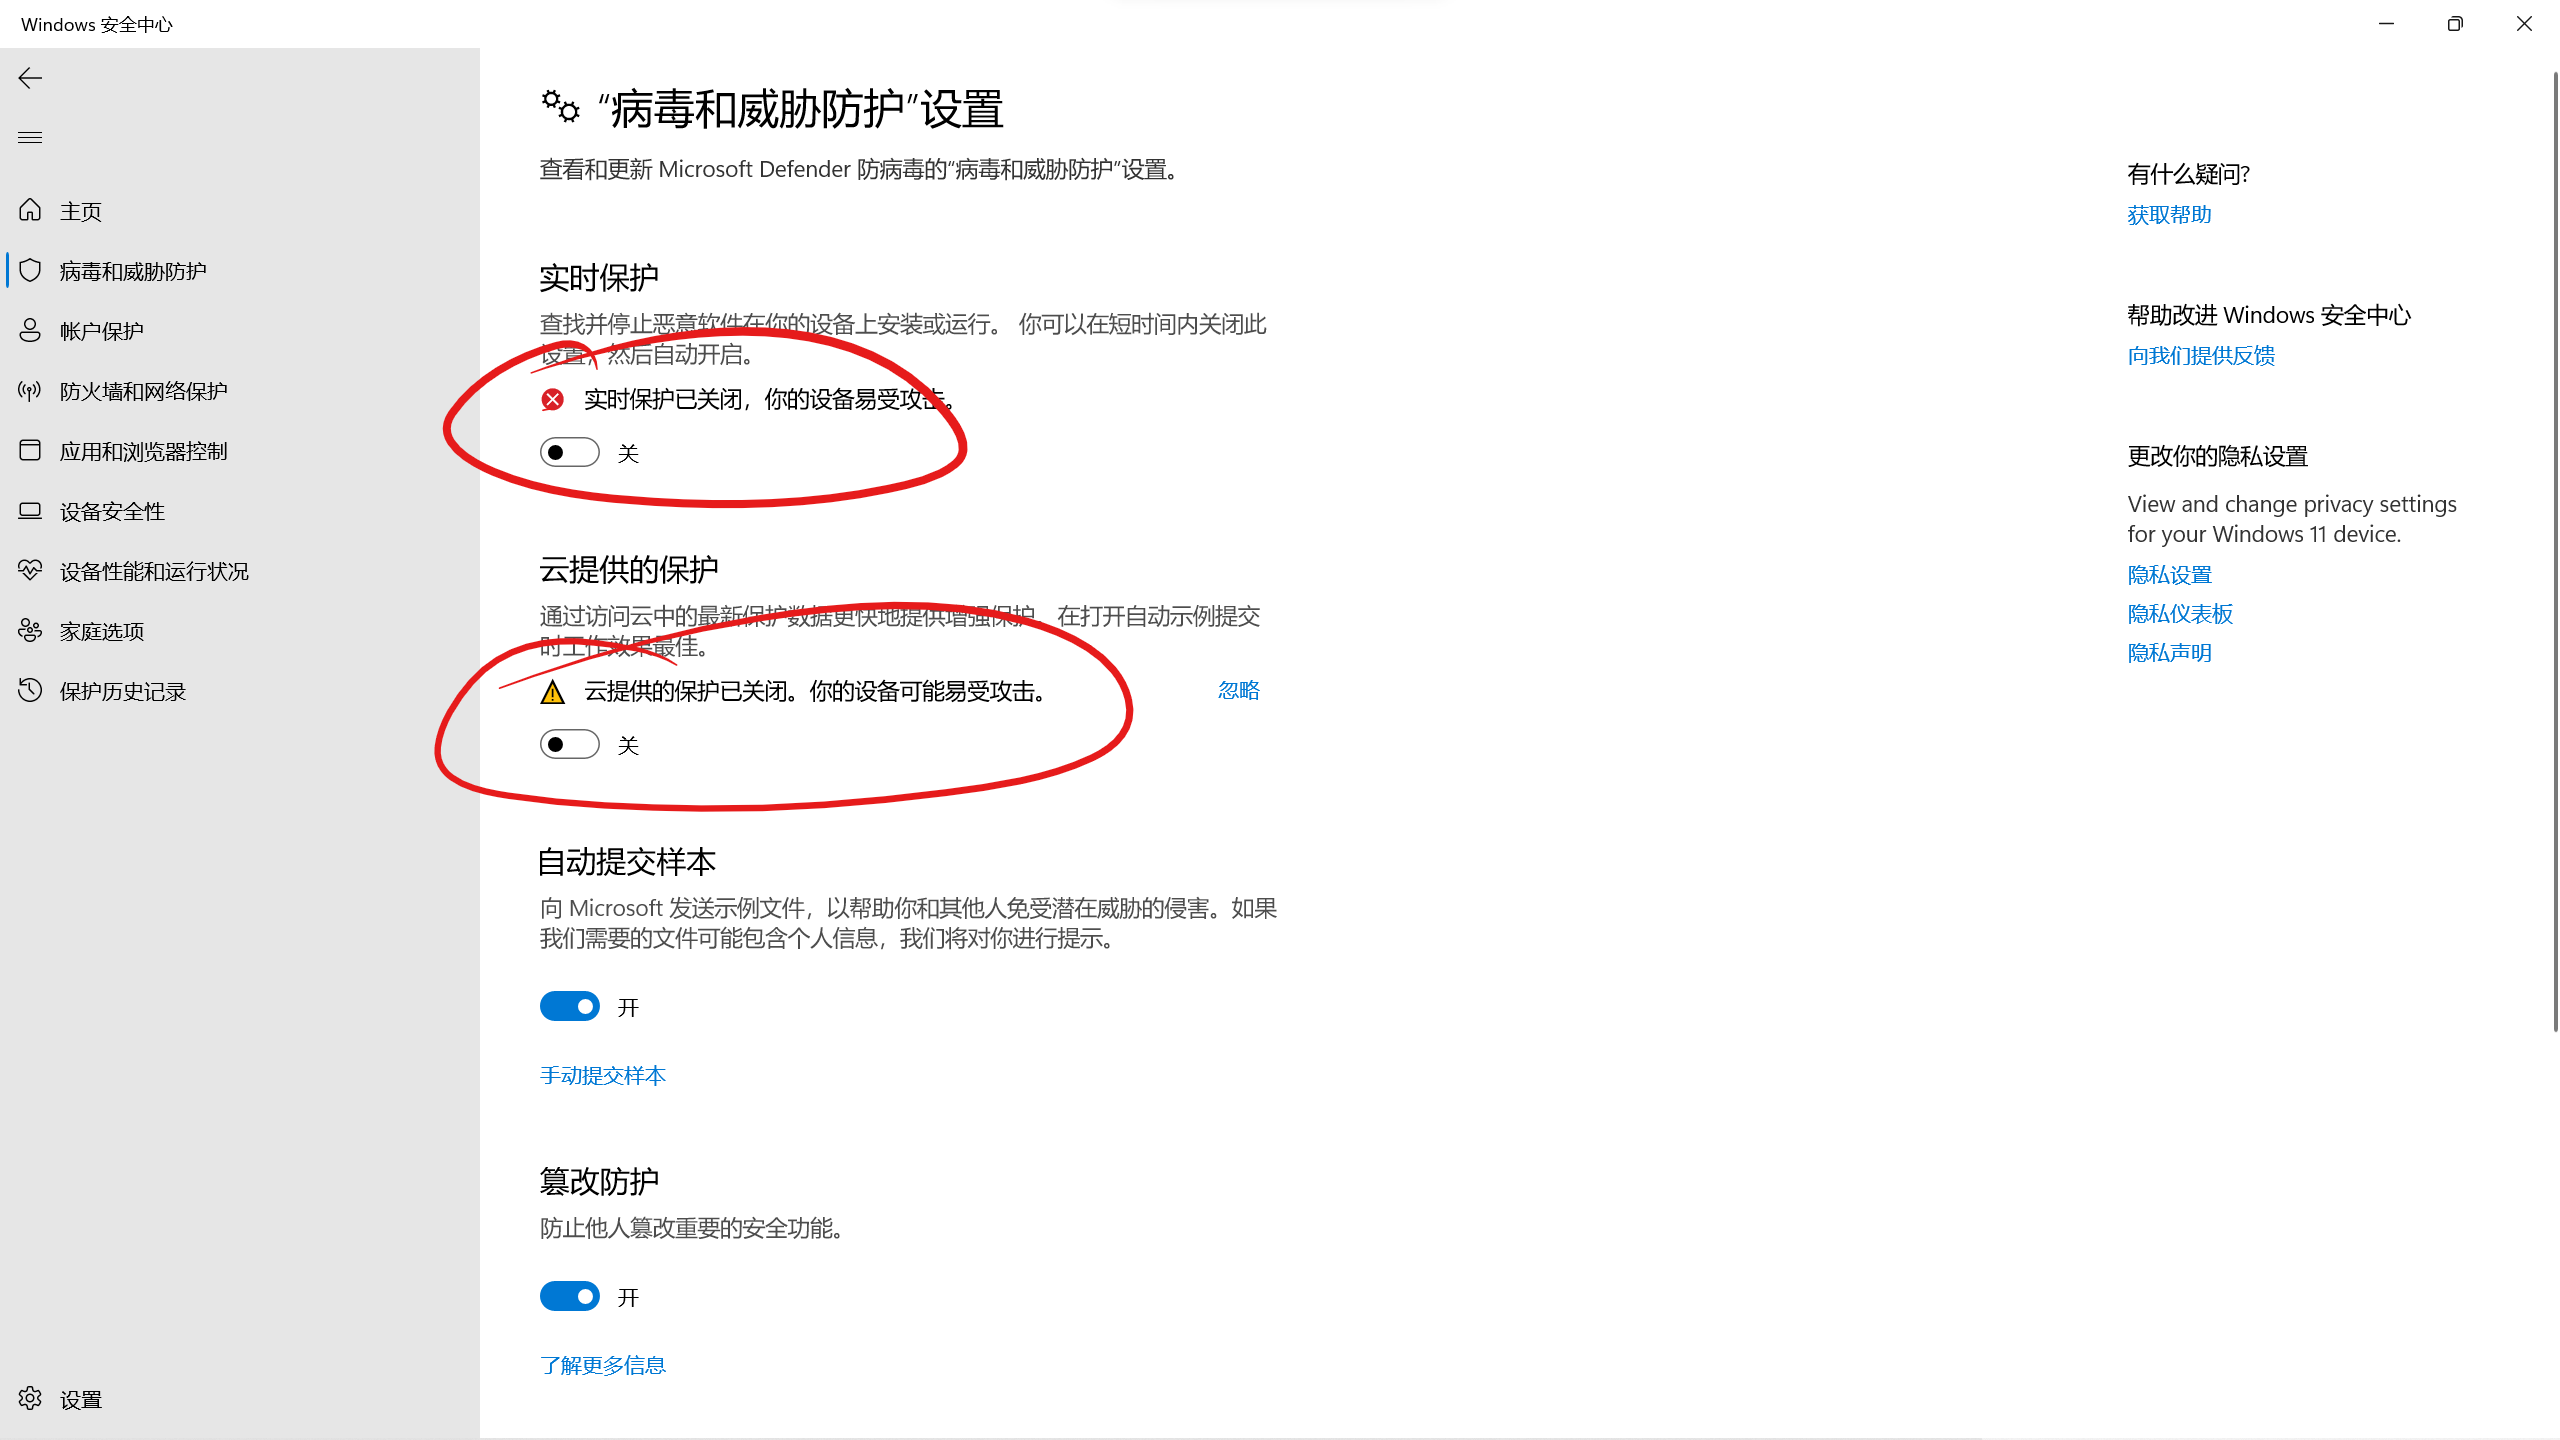 Windows 安全中心
主页
病毒和威胁防护
帐户保护
防火墙和网络保护
应用和浏览器控制
设备安全性
设备性能和运行状况
家庭选项
保护历史记录
设置
“病毒和威胁防护”设置
查看和更新 Microsoft Defender 防病毒的“病毒和威胁防护”设置。
实时保护
查找并停止恶意软件在你的设备上安装或运行。 你可以在短时间内关闭此
设置，然后自动开启。
实时保护已关闭，你的设备易受攻击。
关
云提供的保护
通过访问云中的最新保护数据更快地提供增强保护。在打开自动示例提交
时工作效果最佳。
云提供的保护已关闭。你的设备可能易受攻击。
忽略
关
自动提交样本
向 Microsoft 发送示例文件，以帮助你和其他人免受潜在威胁的侵害。如果
我们需要的文件可能包含个人信息，我们将对你进行提示。
开
手动提交样本
篡改防护
防止他人篡改重要的安全功能。
开
了解更多信息
有什么疑问?
获取帮助
帮助改进 Windows 安全中心
向我们提供反馈
更改你的隐私设置
View and change privacy settings
for your Windows 11 device.
隐私设置
隐私仪表板
隐私声明